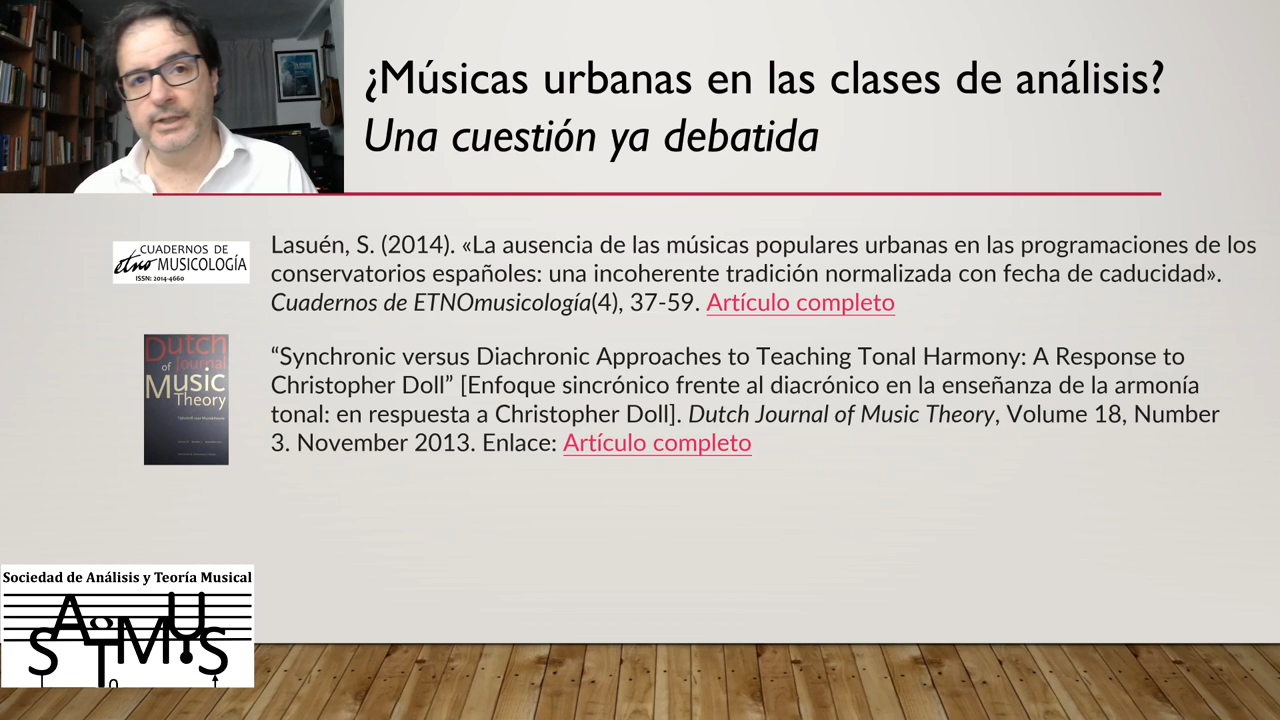 ¿Músicas urbanas en las clases de análisis?
Una cuestión ya debatida
CUADERNOS DE
etno MUSICOLOGÍA
ISSN: 2014-4660
Lasuén, S. (2014). «La ausencia de las músicas populares urbanas en las programaciones de los
conservatorios españoles: una incoherente tradición normalizada con fecha de caducidad».
Cuadernos de ETNOmusicología(4), 37-59. Artículo completo
Dutch
of Journal
Music
Theory
“Synchronic versus Diachronic Approaches to Teaching Tonal Harmony: A Response to
Christopher Doll” [Enfoque sincrónico frente al diacrónico en la enseñanza de la armonía
tonal: en respuesta a Christopher Doll]. Dutch Journal of Music Theory, Volume 18, Number
3. November 2013. Enlace: Artículo completo
Sociedad de Análisis y Teoría Musical
SATMUS